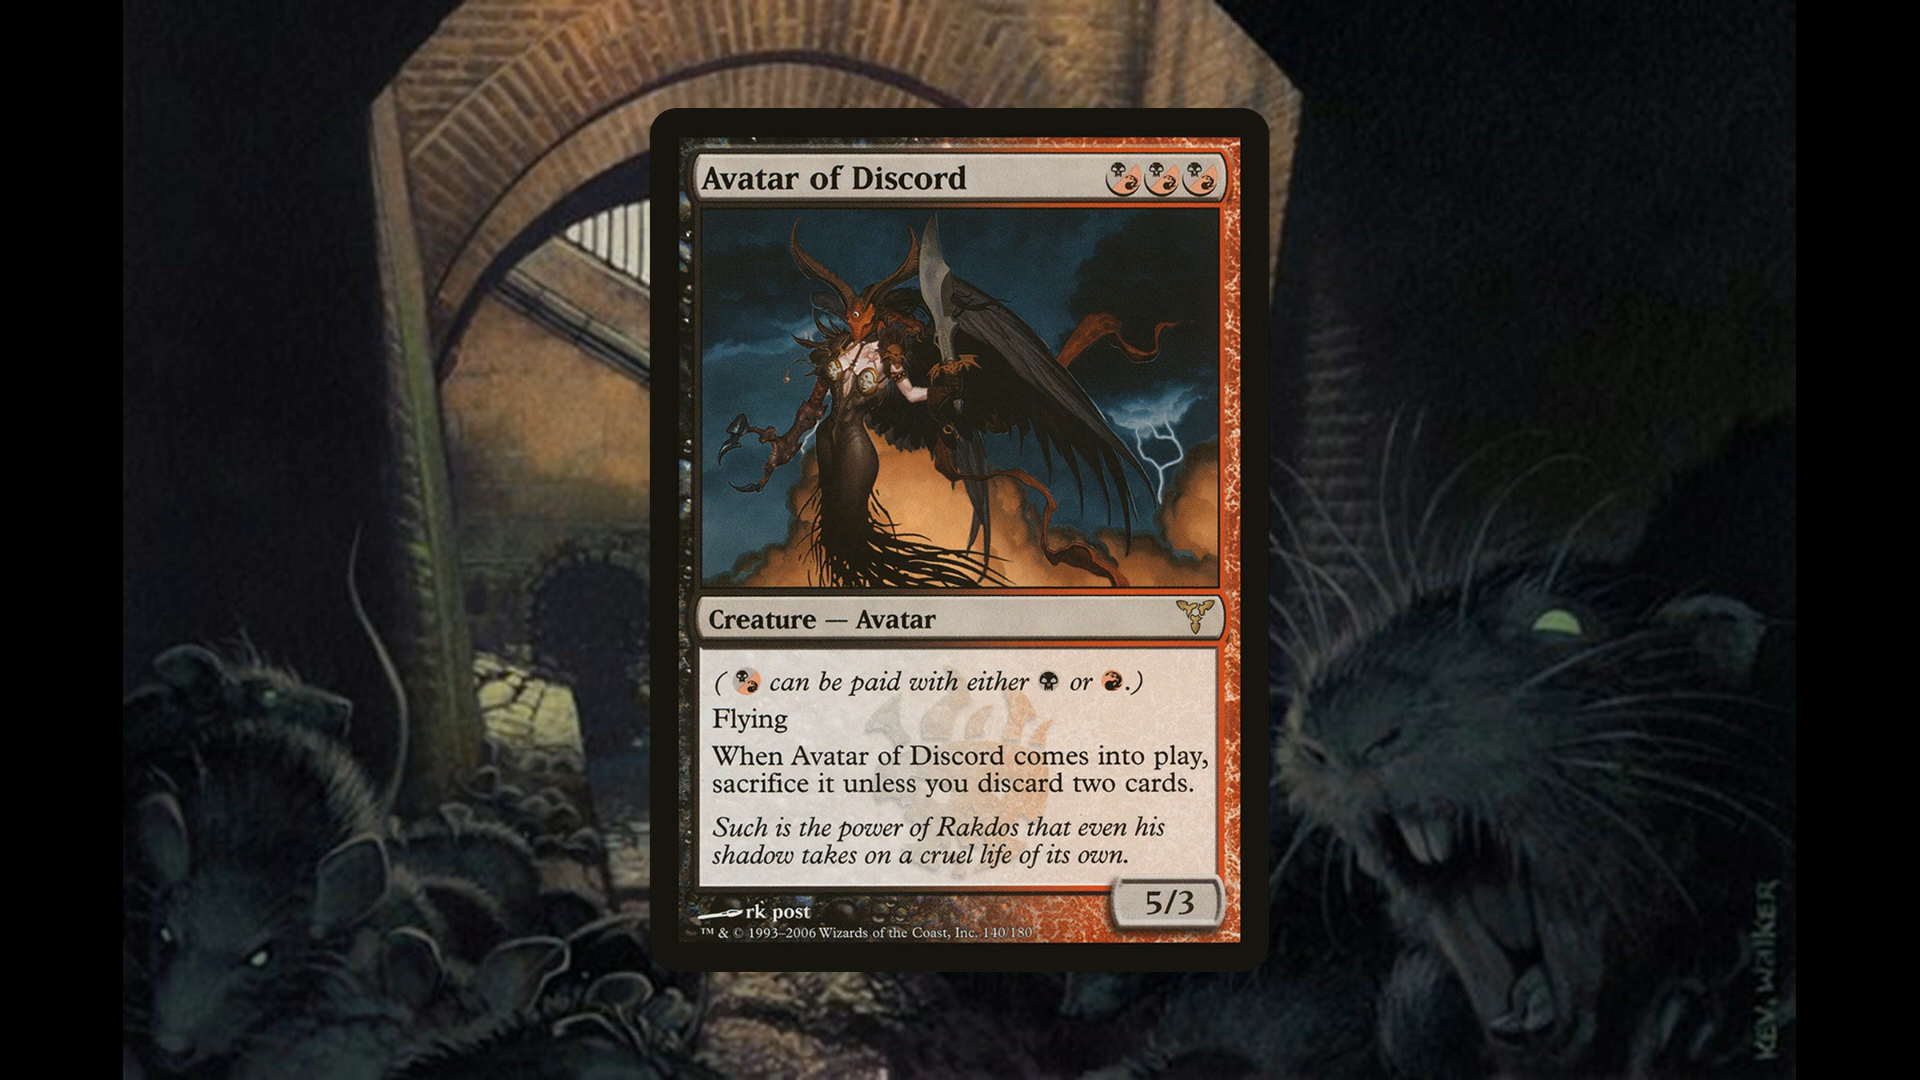 Avatar of Discord
Creature — Avatar
( can be paid with either or .)
Flying
When Avatar of Discord comes into play,
sacrifice it unless you discard two cards.
Such is the power of Rakdos that even his
shadow takes on a cruel life of its own.
5/3
rk post
™ & © 1993–2006 Wizards of the Coast, Inc. 140/180
KEV. WALKER